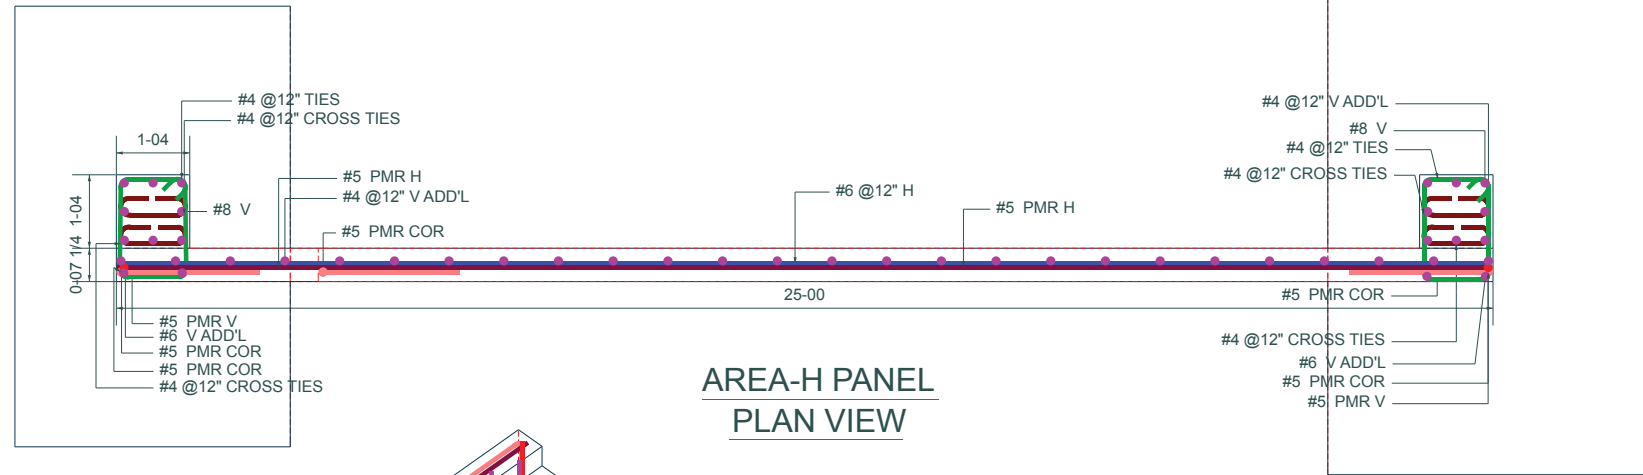 #4 @12" TIES
#4 @12" CROSS TIES
1-04
#5 PMR H
#4 @12" V ADD'L
#8 V
#5 PMR COR
1-04
0-07 1/4
#6 @12" H
#5 PMR H
#4 @12" V ADD'L
#8 V
#4 @12" TIES
#4 @12" CROSS TIES
25-00
#5 PMR V
#6 V ADD'L
#5 PMR COR
#5 PMR COR
#4 @12" CROSS TIES
#5 PMR COR
#4 @12" CROSS TIES
#6 V ADD'L
#5 PMR COR
#5 PMR V
AREA-H PANEL
PLAN VIEW